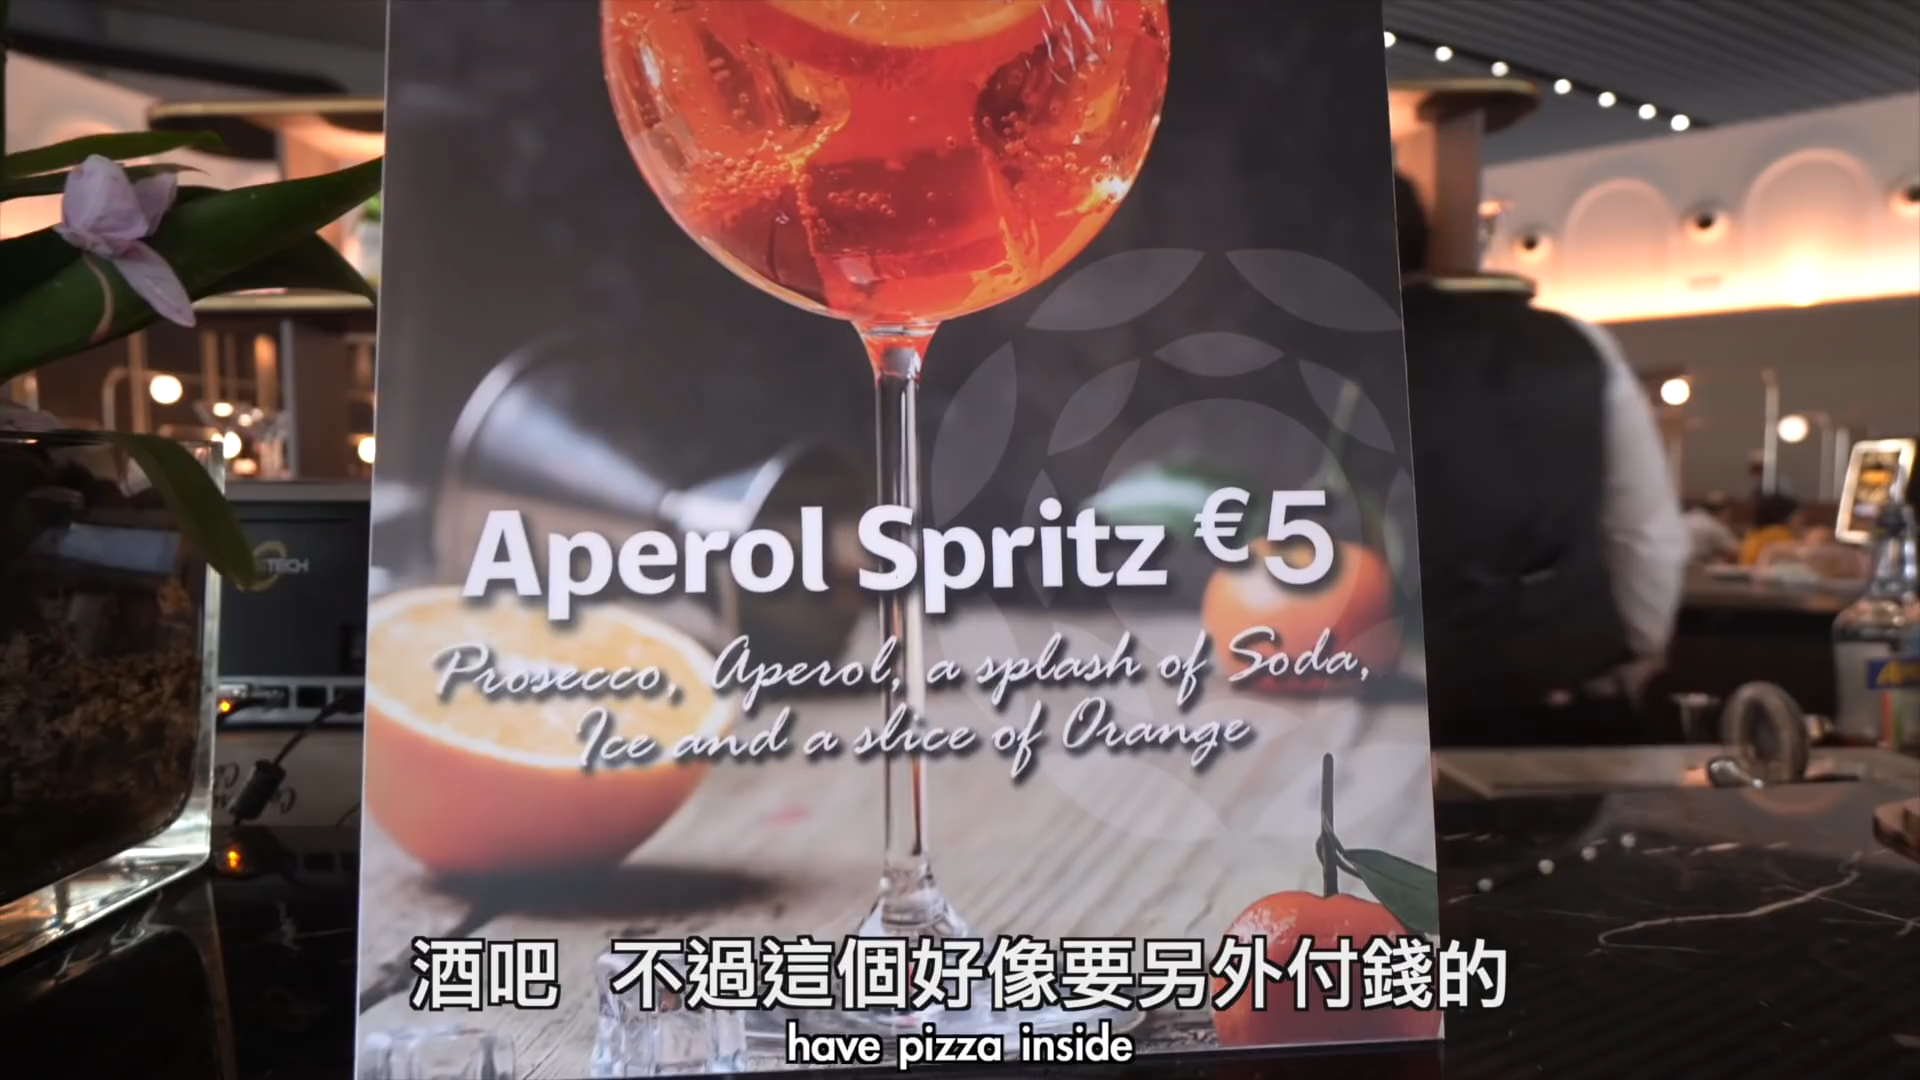 Aperol Spritz €5
Prosecco, Aperol, a splash of Soda,
Ice and a slice of Orange
酒吧 不過這個好像要另外付錢的
have pizza inside